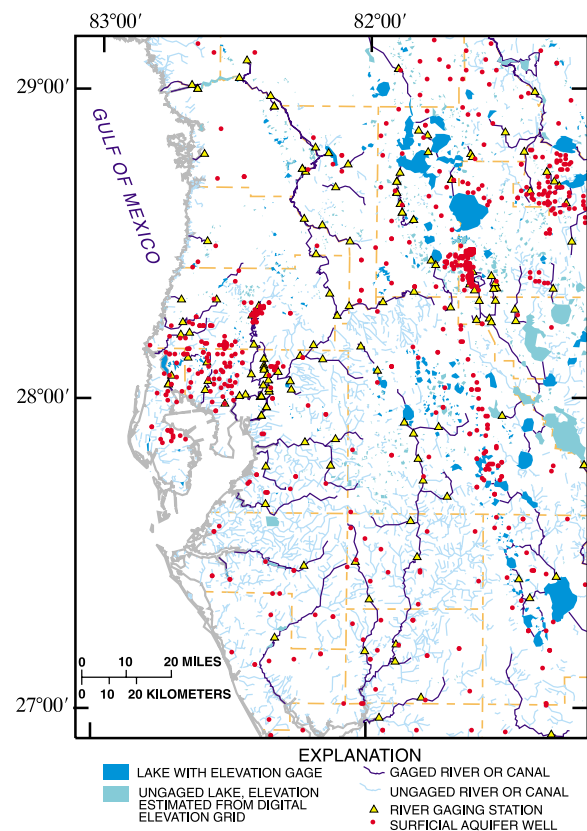 83°00'
82°00'
29°00'
GULF OF MEXICO
28°00'
0 10 20 MILES
0 10 20 KILOMETERS
27°00'
EXPLANATION
LAKE WITH ELEVATION GAGE
UNGAGED LAKE, ELEVATION
ESTIMATED FROM DIGITAL
ELEVATION GRID
GAGED RIVER OR CANAL
UNGAGED RIVER OR CANAL
RIVER GAGING STATION
SURFICIAL AQUIFER WELL